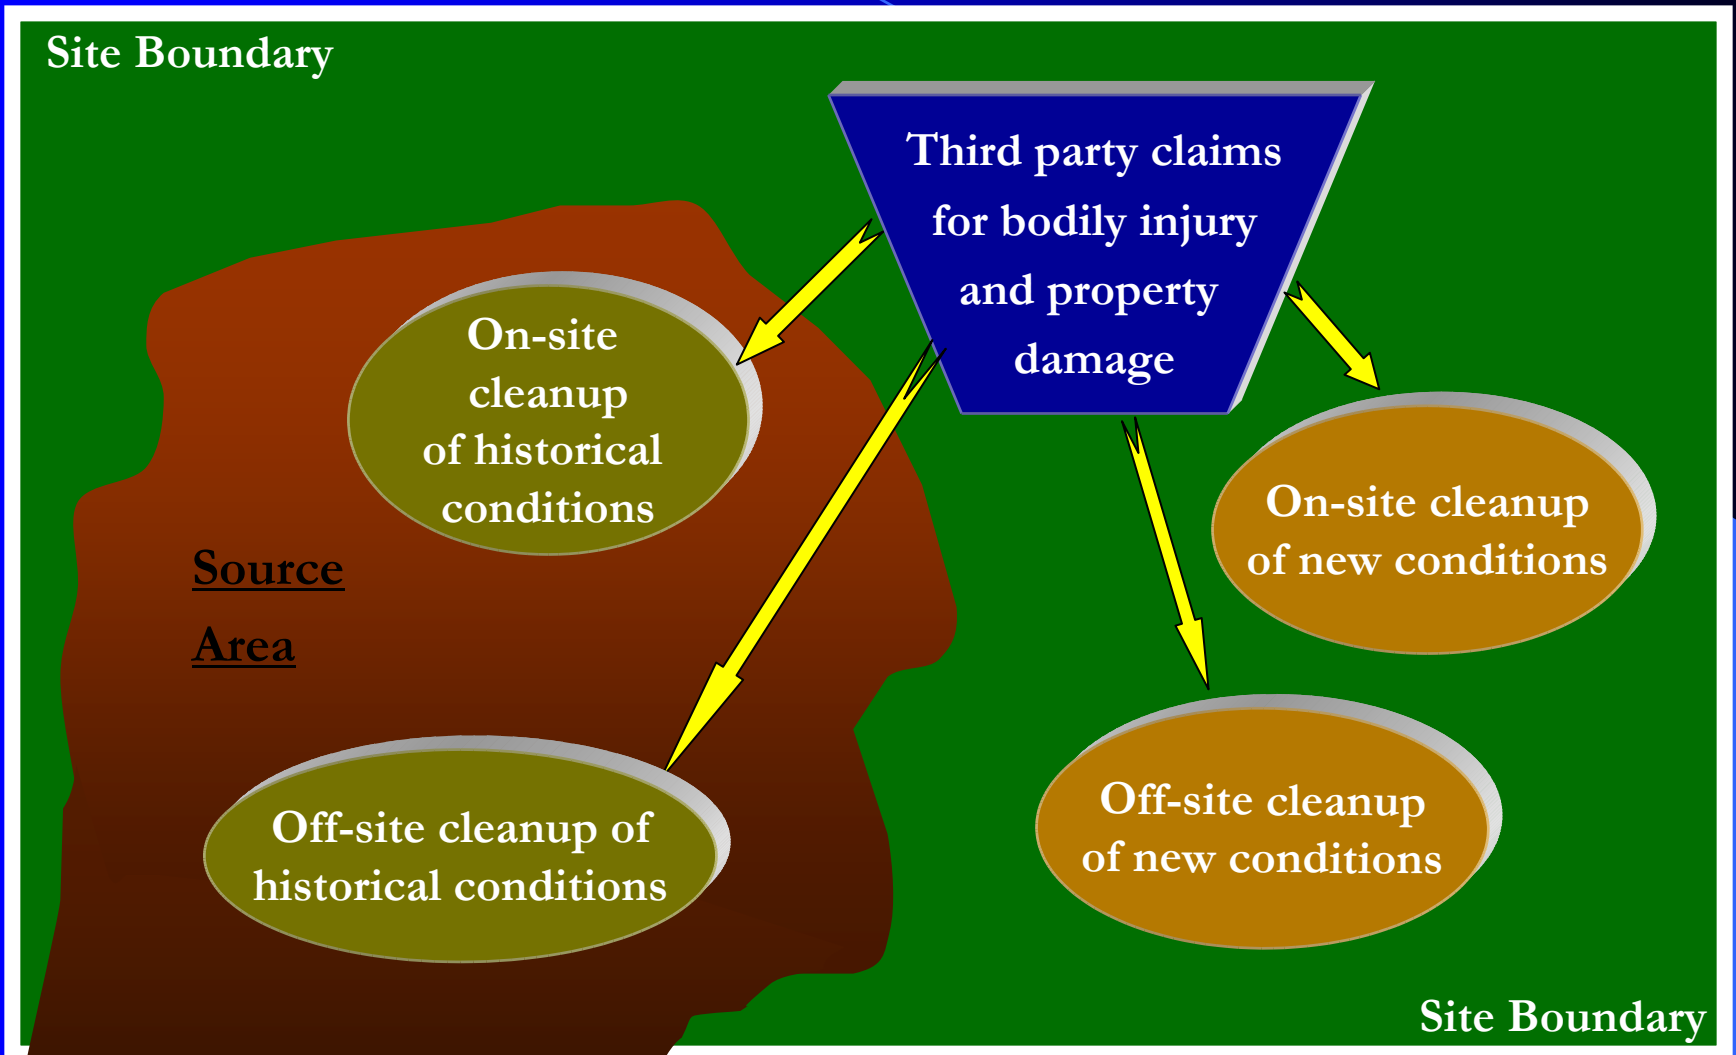 Site Boundary
Third party claims
for bodily injury
and property
damage
On-site
cleanup
of historical
conditions
On-site cleanup
of new conditions
Source
Area
Off-site cleanup of
historical conditions
Off-site cleanup
of new conditions
Site Boundary